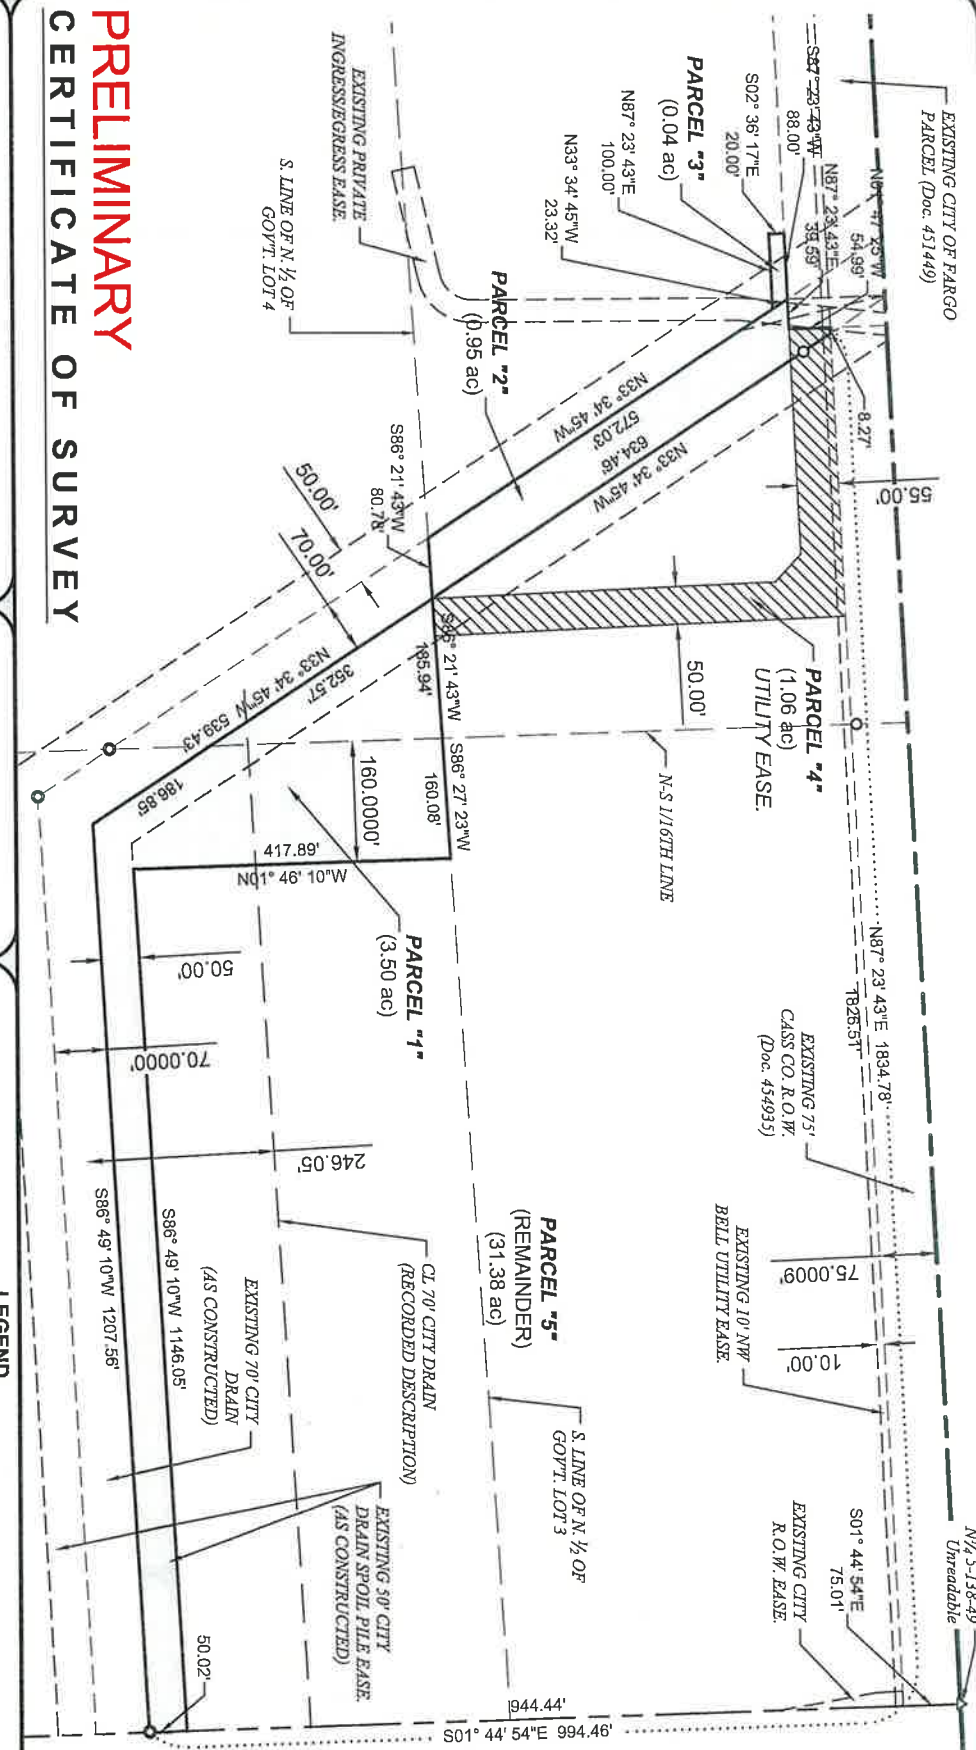 PRELIMINARY
CERTIFICATE OF SURVEY
EXISTING CITY OF FARGO
PARCEL (Doc. 451449)
S87° 23' 43"W
88.00'
54.99'
N87° 23' 43"E
39.59'
S02° 36' 17"E
20.00'
PARCEL "3"
(0.04 ac)
N87° 23' 43"E
100.00'
N33° 34' 45"W
23.32'
EXISTING PRIVATE
INGRESS/EGRESS EASE.
S. LINE OF N. ½ OF
GOV'T. LOT 4
PARCEL "2"
(0.95 ac)
N33° 34' 45"W
572.03'
634.46'
N33° 34' 45"W
8.27'
55.00'
S86° 21' 43"W
80.78'
50.00'
70.00'
S86° 21' 43"W
185.94'
50.00'
PARCEL "4"
(1.06 ac)
UTILITY EASE.
N-S 1/16TH LINE
352.57'
N33° 34' 45"W 539.43'
186.85'
160.0000'
S86° 27' 23"W
160.08'
417.89'
N01° 46' 10"W
PARCEL "1"
(3.50 ac)
50.00'
70.0000'
246.05'
N87° 23' 43"E 1834.78'
1826.51'
EXISTING 75'
CASS CO. R.O.W.
(Doc. 454935)
75.0009'
10.00'
EXISTING 10' NW
BELL UTILITY EASE.
PARCEL "5"
(REMAINDER)
(31.38 ac)
CL 70' CITY DRAIN
(RECORDED DESCRIPTION)
S. LINE OF N. ½ OF
GOV'T. LOT 3
S86° 49' 10"W 1146.05'
S86° 49' 10"W 1207.56'
EXISTING 70' CITY
DRAIN
(AS CONSTRUCTED)
EXISTING 50' CITY
DRAIN SPOIL PILE EASE.
(AS CONSTRUCTED)
50.02'
944.44'
S01° 44' 54"E 994.46'
EXISTING CITY
R.O.W. EASE.
S01° 44' 54"E
75.01'
Unreadable
LEGEND